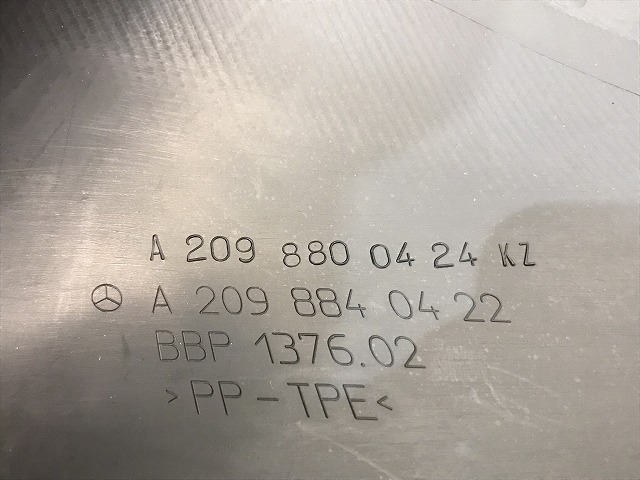 A 209 880 04 24 KZ
A 209 884 04 22
BBP 1376.02
>PP-TPE<